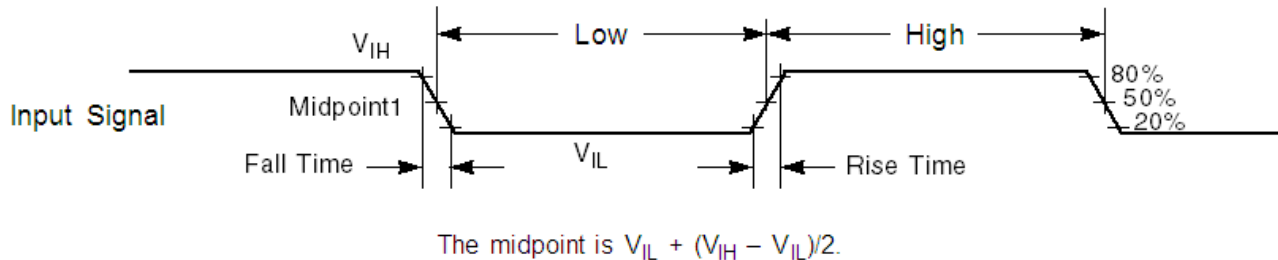 Low
High
V_IH
80%
Input Signal
Midpoint1
50%
20%
Fall Time
V_IL
Rise Time
The midpoint is V_IL + (V_IH – V_IL)/2.